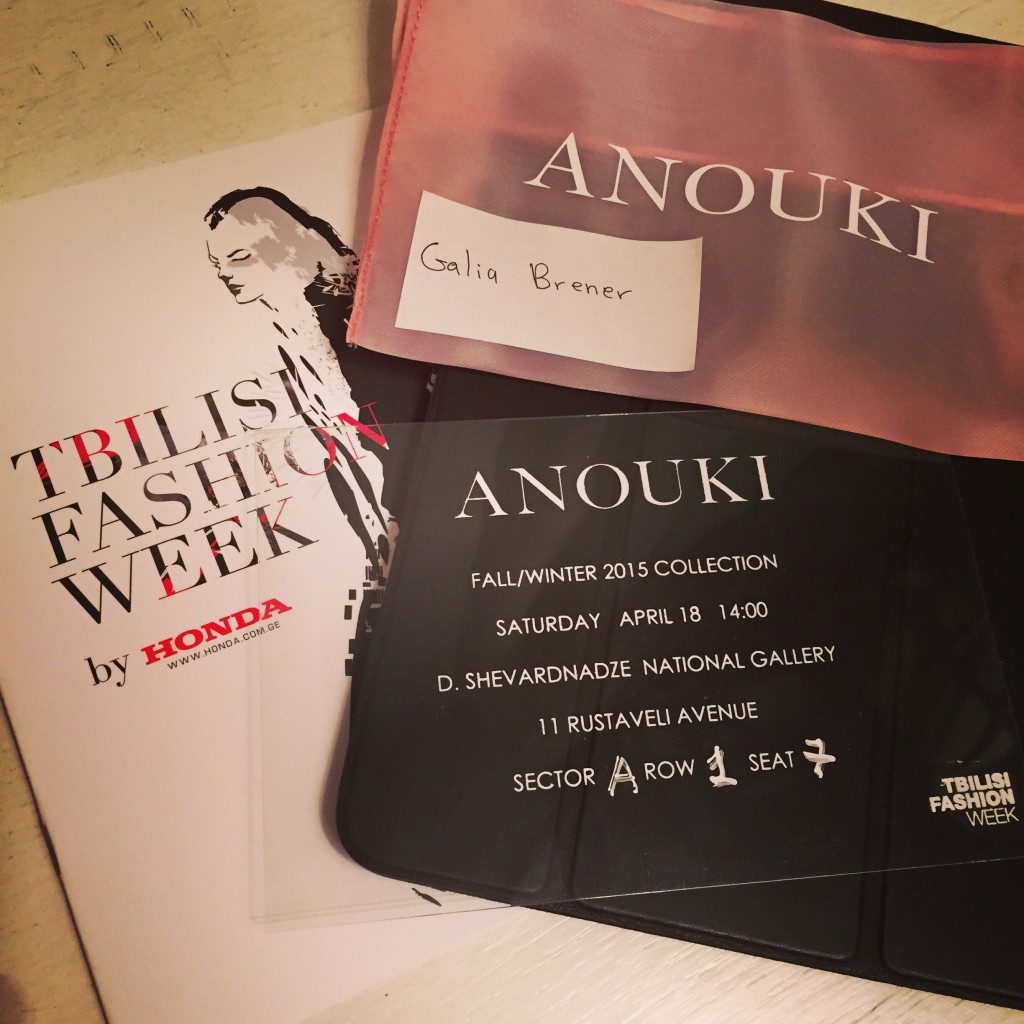 ANOUKI
Galia Brener
TBILISI
FASHION
WEEK
by HONDA
WWW.HONDA.COM.GE
ANOUKI
FALL/WINTER 2015 COLLECTION
SATURDAY APRIL 18 14:00
D. SHEVARDNADZE NATIONAL GALLERY
11 RUSTAVELI AVENUE
SECTOR A ROW 1 SEAT 7
TBILISI
FASHION
WEEK